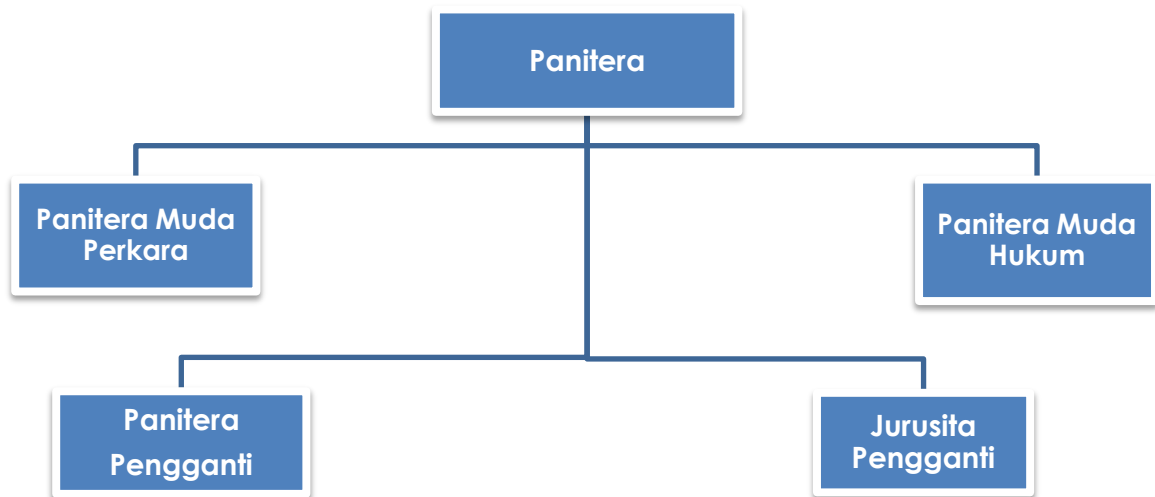 Panitera
Panitera Muda
Perkara
Panitera Muda
Hukum
Panitera
Pengganti
Jurusita
Pengganti